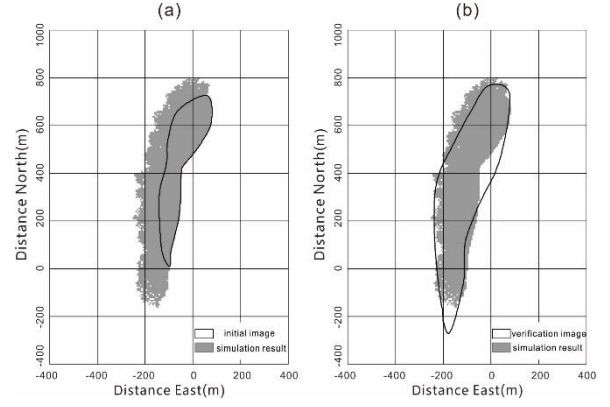 (a)
(b)
1000
800
600
400
200
0
-200
-400
Distance North(m)
initial image
simulation result
-400
-200
0
200
400
Distance East(m)
1000
800
600
400
200
0
-200
-400
Distance North(m)
verification image
simulation result
-400
-200
0
200
400
Distance East(m)